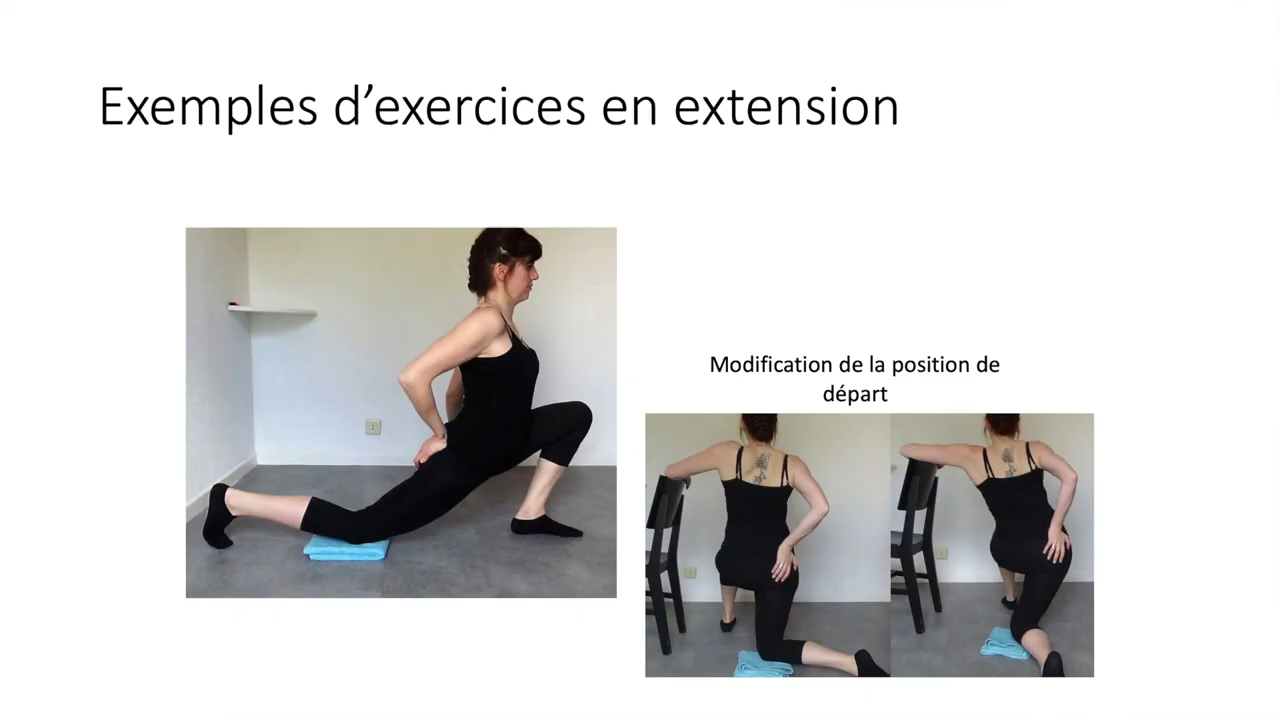 Exemples d’exercices en extension
Modification de la position de
départ